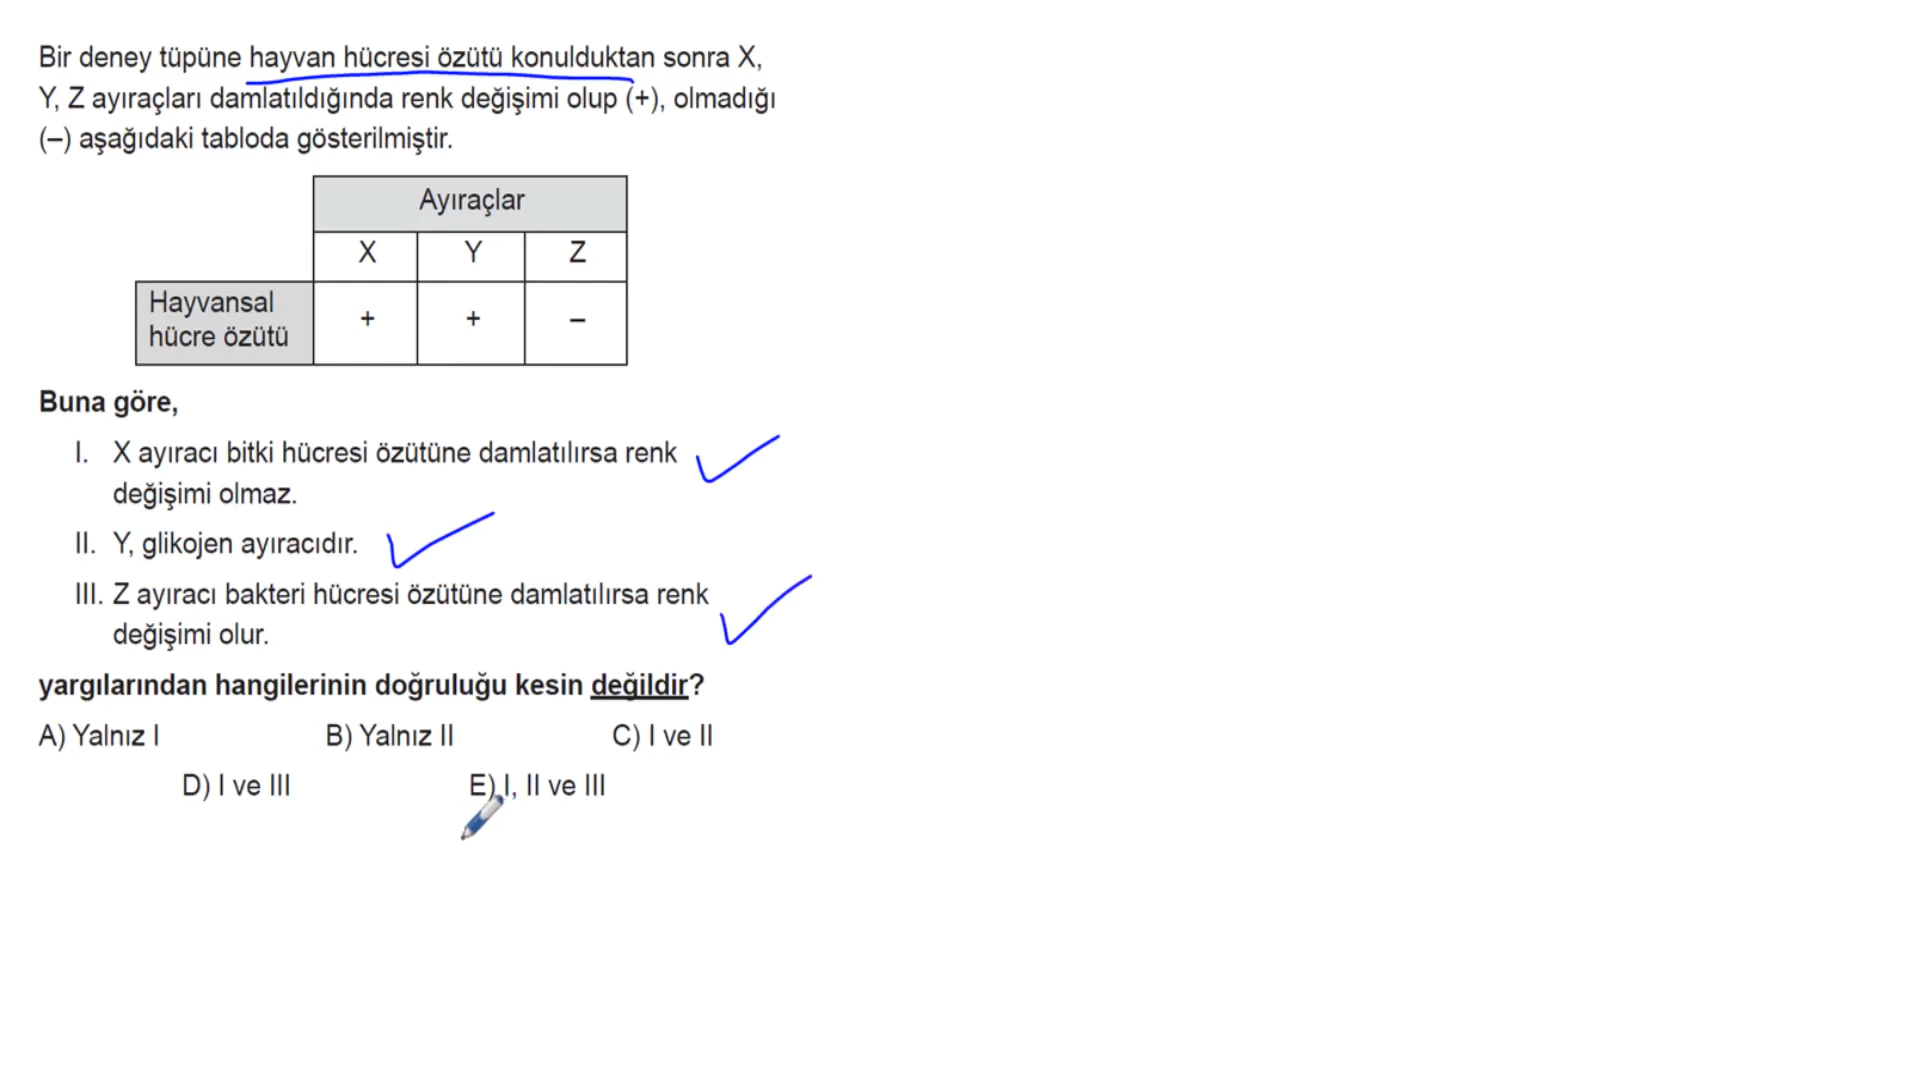 Bir deney tüpüne hayvan hücresi özütü konulduktan sonra X,
Y, Z ayıraçları damlatıldığında renk değişimi olup (+), olmadığı
(–) aşağıdaki tabloda gösterilmiştir.
Ayıraçlar
X Y Z
Hayvansal
hücre özütü
+ + –
Buna göre,
I. X ayıracı bitki hücresi özütüne damlatılırsa renk
değişimi olmaz.
II. Y, glikojen ayıracıdır.
III. Z ayıracı bakteri hücresi özütüne damlatılırsa renk
değişimi olur.
yargılarından hangilerinin doğruluğu kesin değildir?
A) Yalnız I B) Yalnız II C) I ve II
D) I ve III E) I, II ve III